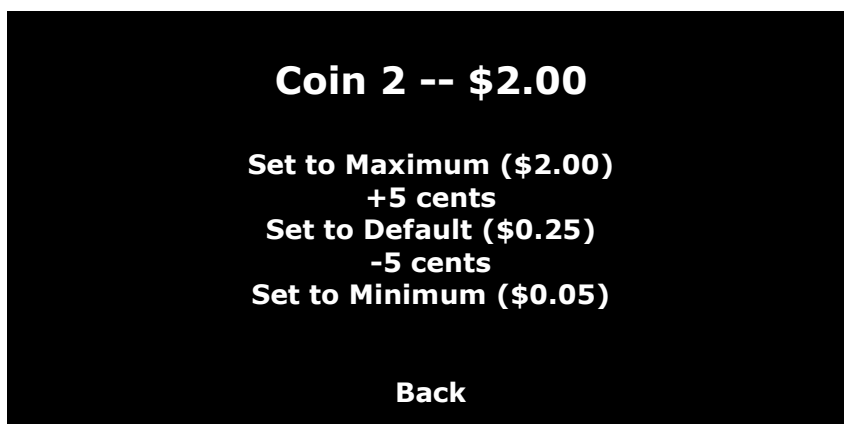 Coin 2 -- $2.00
Set to Maximum ($2.00)
+5 cents
Set to Default ($0.25)
-5 cents
Set to Minimum ($0.05)
Back